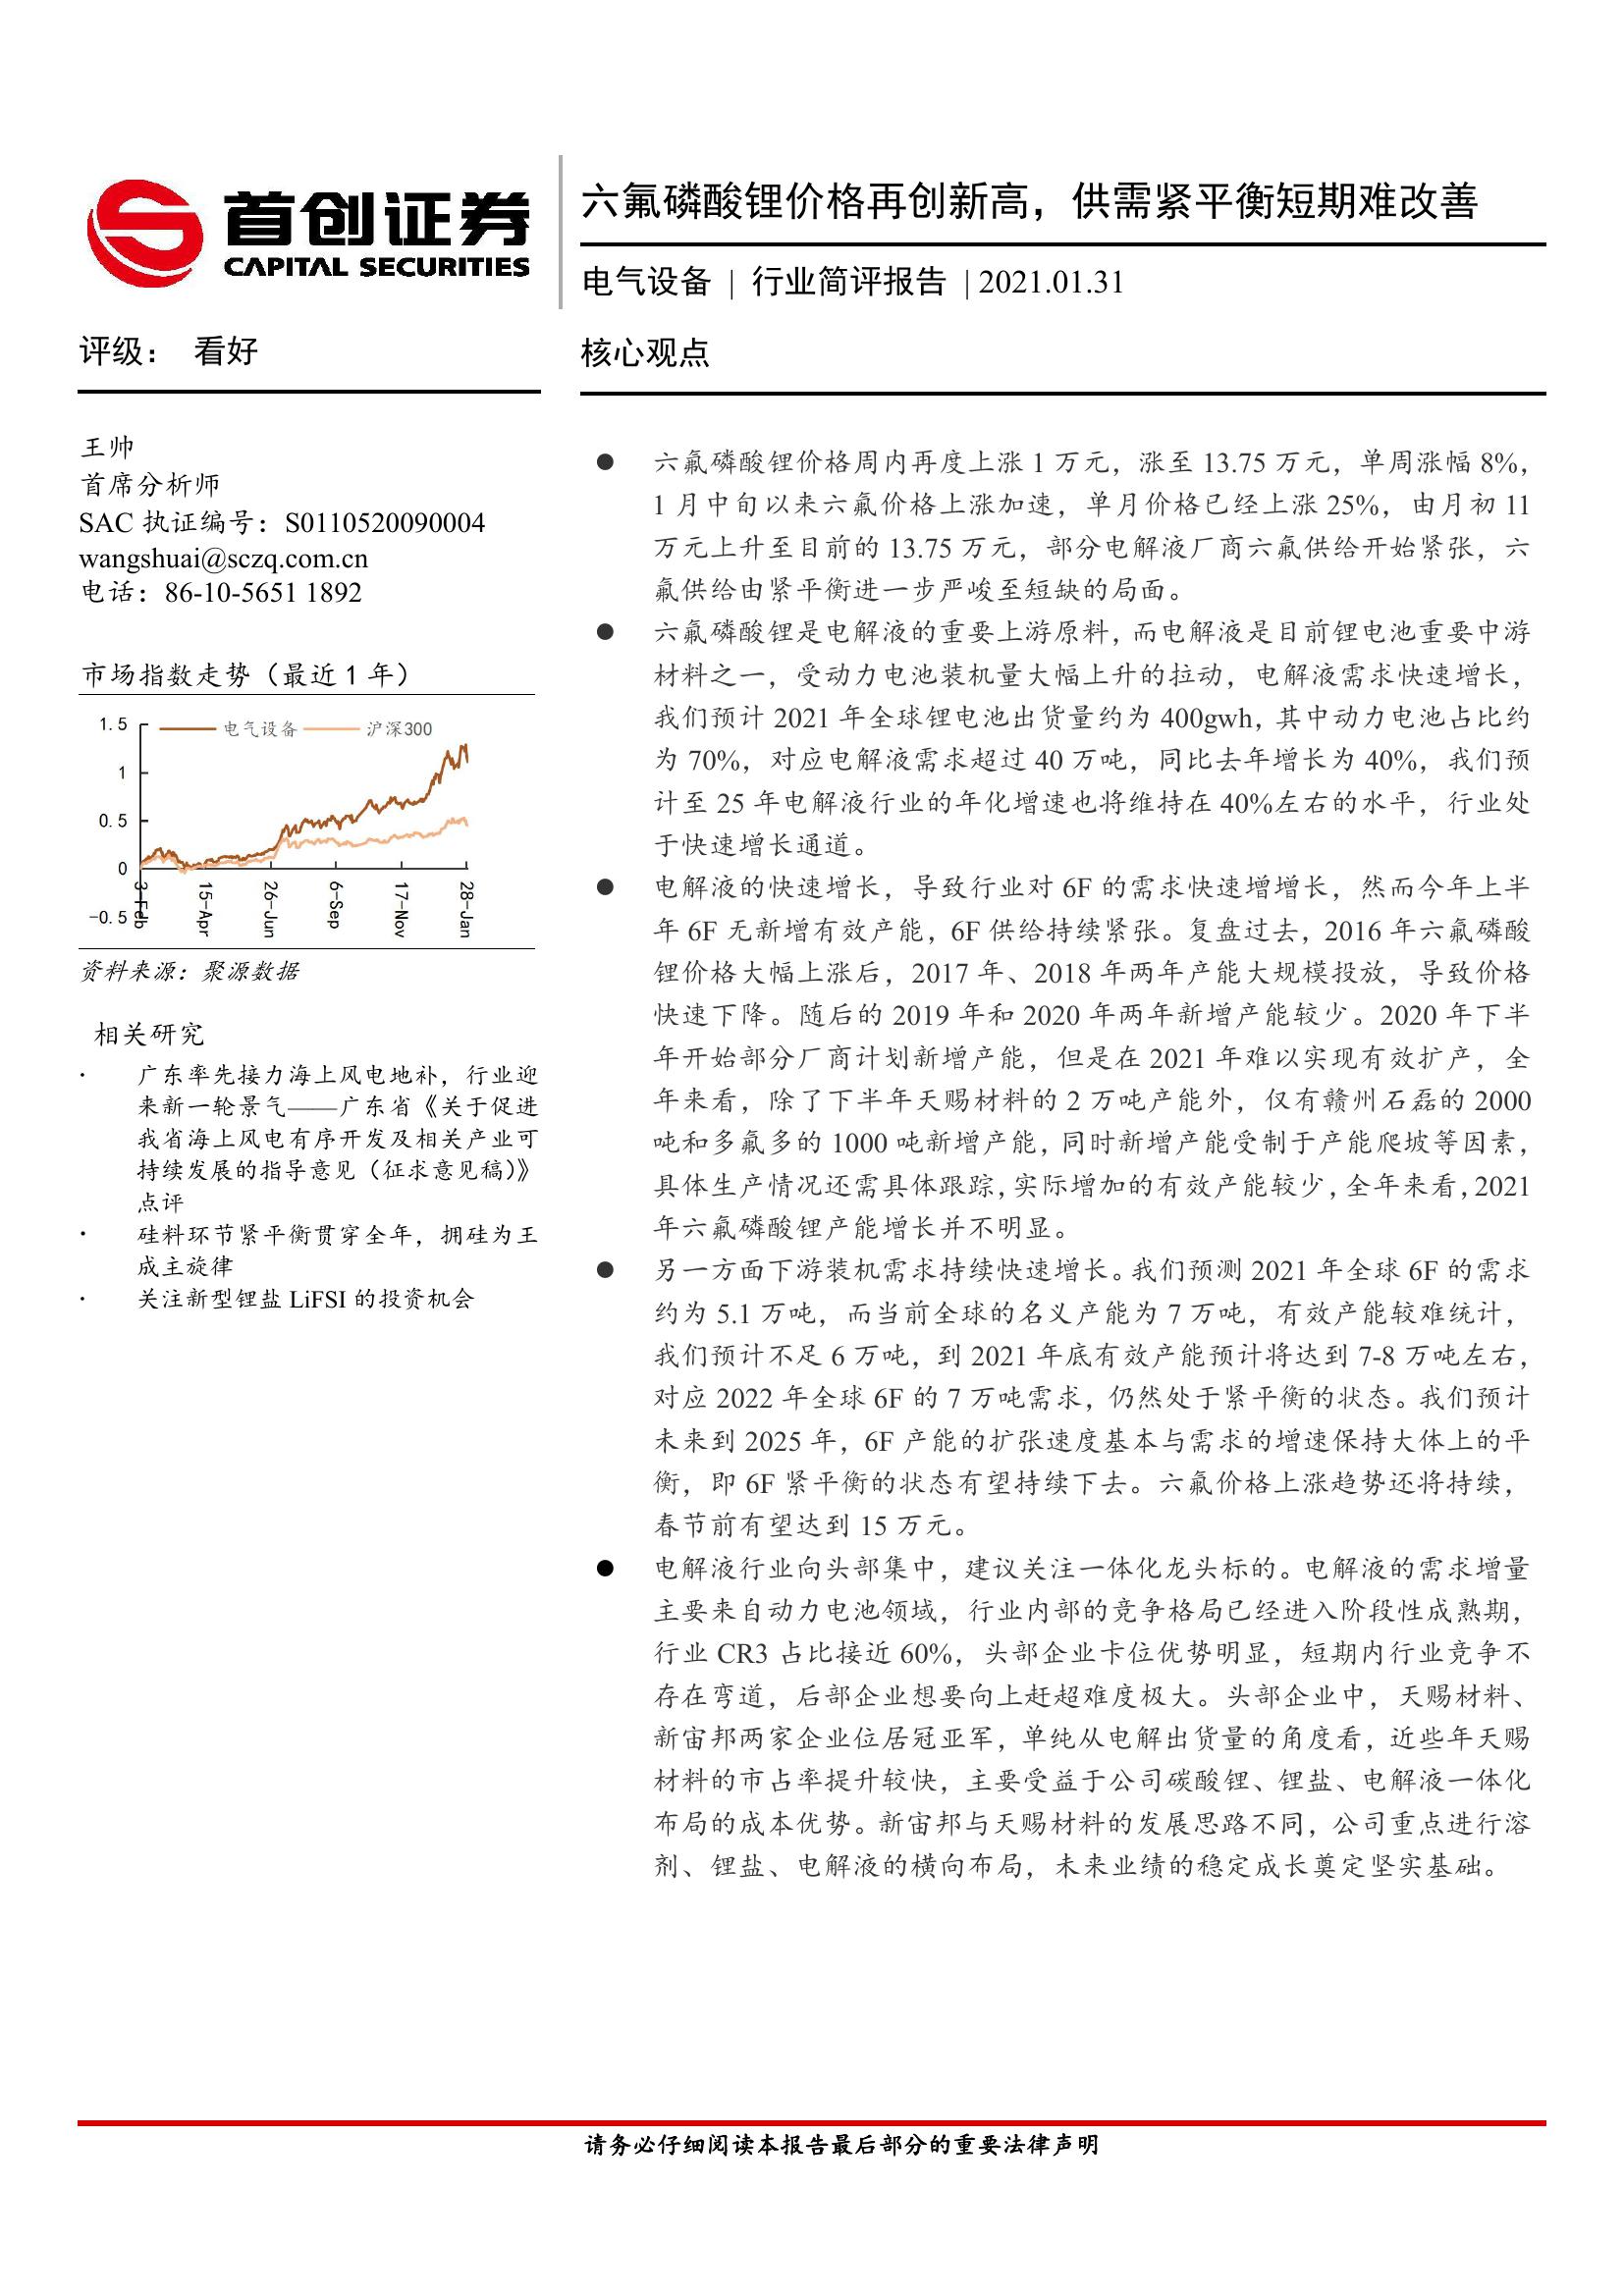 首创证券
CAPITAL SECURITIES
六氟磷酸锂价格再创新高，供需紧平衡短期难改善
电气设备 | 行业简评报告 | 2021.01.31
评级： 看好
王帅
首席分析师
SAC 执证编号：S0110520090004
wangshuai@sczq.com.cn
电话：86-10-5651 1892
市场指数走势（最近 1 年）
电气设备 沪深300
1.5
1
0.5
0
-0.5
3-Feb
15-Apr
26-Jun
6-Sep
17-Nov
28-Jan
资料来源：聚源数据
相关研究
· 广东率先接力海上风电地补，行业迎
来新一轮景气——广东省《关于促进
我省海上风电有序开发及相关产业可
持续发展的指导意见（征求意见稿）》
点评
· 硅料环节紧平衡贯穿全年，拥硅为王
成主旋律
· 关注新型锂盐 LiFSI 的投资机会
核心观点
● 六氟磷酸锂价格周内再度上涨 1 万元，涨至 13.75 万元，单周涨幅 8%，
1 月中旬以来六氟价格上涨加速，单月价格已经上涨 25%，由月初 11
万元上升至目前的 13.75 万元，部分电解液厂商六氟供给开始紧张，六
氟供给由紧平衡进一步严峻至短缺的局面。
● 六氟磷酸锂是电解液的重要上游原料，而电解液是目前锂电池重要中游
材料之一，受动力电池装机量大幅上升的拉动，电解液需求快速增长，
我们预计 2021 年全球锂电池出货量约为 400gwh，其中动力电池占比约
为 70%，对应电解液需求超过 40 万吨，同比去年增长为 40%，我们预
计至 25 年电解液行业的年化增速也将维持在 40%左右的水平，行业处
于快速增长通道。
● 电解液的快速增长，导致行业对 6F 的需求快速增增长，然而今年上半
年 6F 无新增有效产能，6F 供给持续紧张。复盘过去，2016 年六氟磷酸
锂价格大幅上涨后，2017 年、2018 年两年产能大规模投放，导致价格
快速下降。随后的 2019 年和 2020 年两年新增产能较少。2020 年下半
年开始部分厂商计划新增产能，但是在 2021 年难以实现有效扩产，全
年来看，除了下半年天赐材料的 2 万吨产能外，仅有赣州石磊的 2000
吨和多氟多的 1000 吨新增产能，同时新增产能受制于产能爬坡等因素，
具体生产情况还需具体跟踪，实际增加的有效产能较少，全年来看，2021
年六氟磷酸锂产能增长并不明显。
● 另一方面下游装机需求持续快速增长。我们预测 2021 年全球 6F 的需求
约为 5.1 万吨，而当前全球的名义产能为 7 万吨，有效产能较难统计，
我们预计不足 6 万吨，到 2021 年底有效产能预计将达到 7-8 万吨左右，
对应 2022 年全球 6F 的 7 万吨需求，仍然处于紧平衡的状态。我们预计
未来到 2025 年，6F 产能的扩张速度基本与需求的增速保持大体上的平
衡，即 6F 紧平衡的状态有望持续下去。六氟价格上涨趋势还将持续，
春节前有望达到 15 万元。
● 电解液行业向头部集中，建议关注一体化龙头标的。电解液的需求增量
主要来自动力电池领域，行业内部的竞争格局已经进入阶段性成熟期，
行业 CR3 占比接近 60%，头部企业卡位优势明显，短期内行业竞争不
存在弯道，后部企业想要向上赶超难度极大。头部企业中，天赐材料、
新宙邦两家企业位居冠亚军，单纯从电解出货量的角度看，近些年天赐
材料的市占率提升较快，主要受益于公司碳酸锂、锂盐、电解液一体化
布局的成本优势。新宙邦与天赐材料的发展思路不同，公司重点进行溶
剂、锂盐、电解液的横向布局，未来业绩的稳定成长奠定坚实基础。
请务必仔细阅读本报告最后部分的重要法律声明